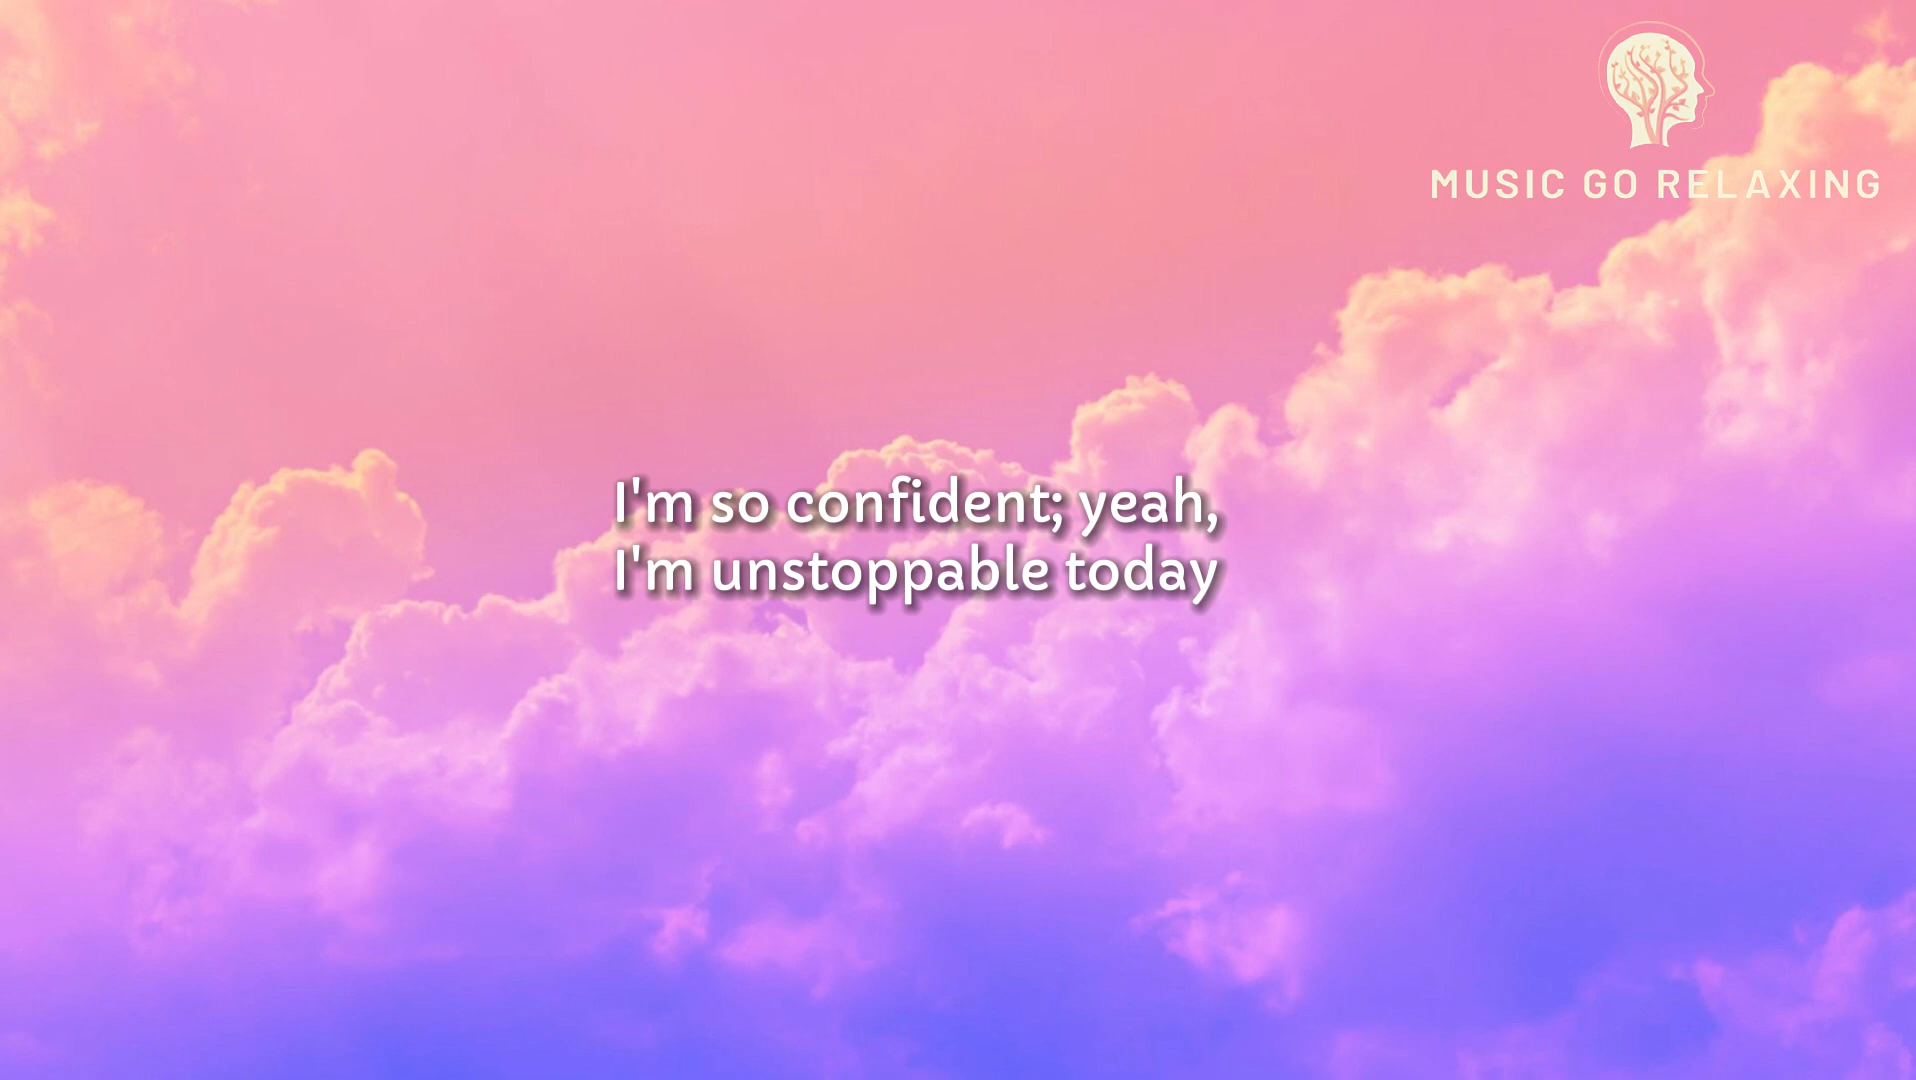 MUSIC GO RELAXING
I'm so confident; yeah,
I'm unstoppable today